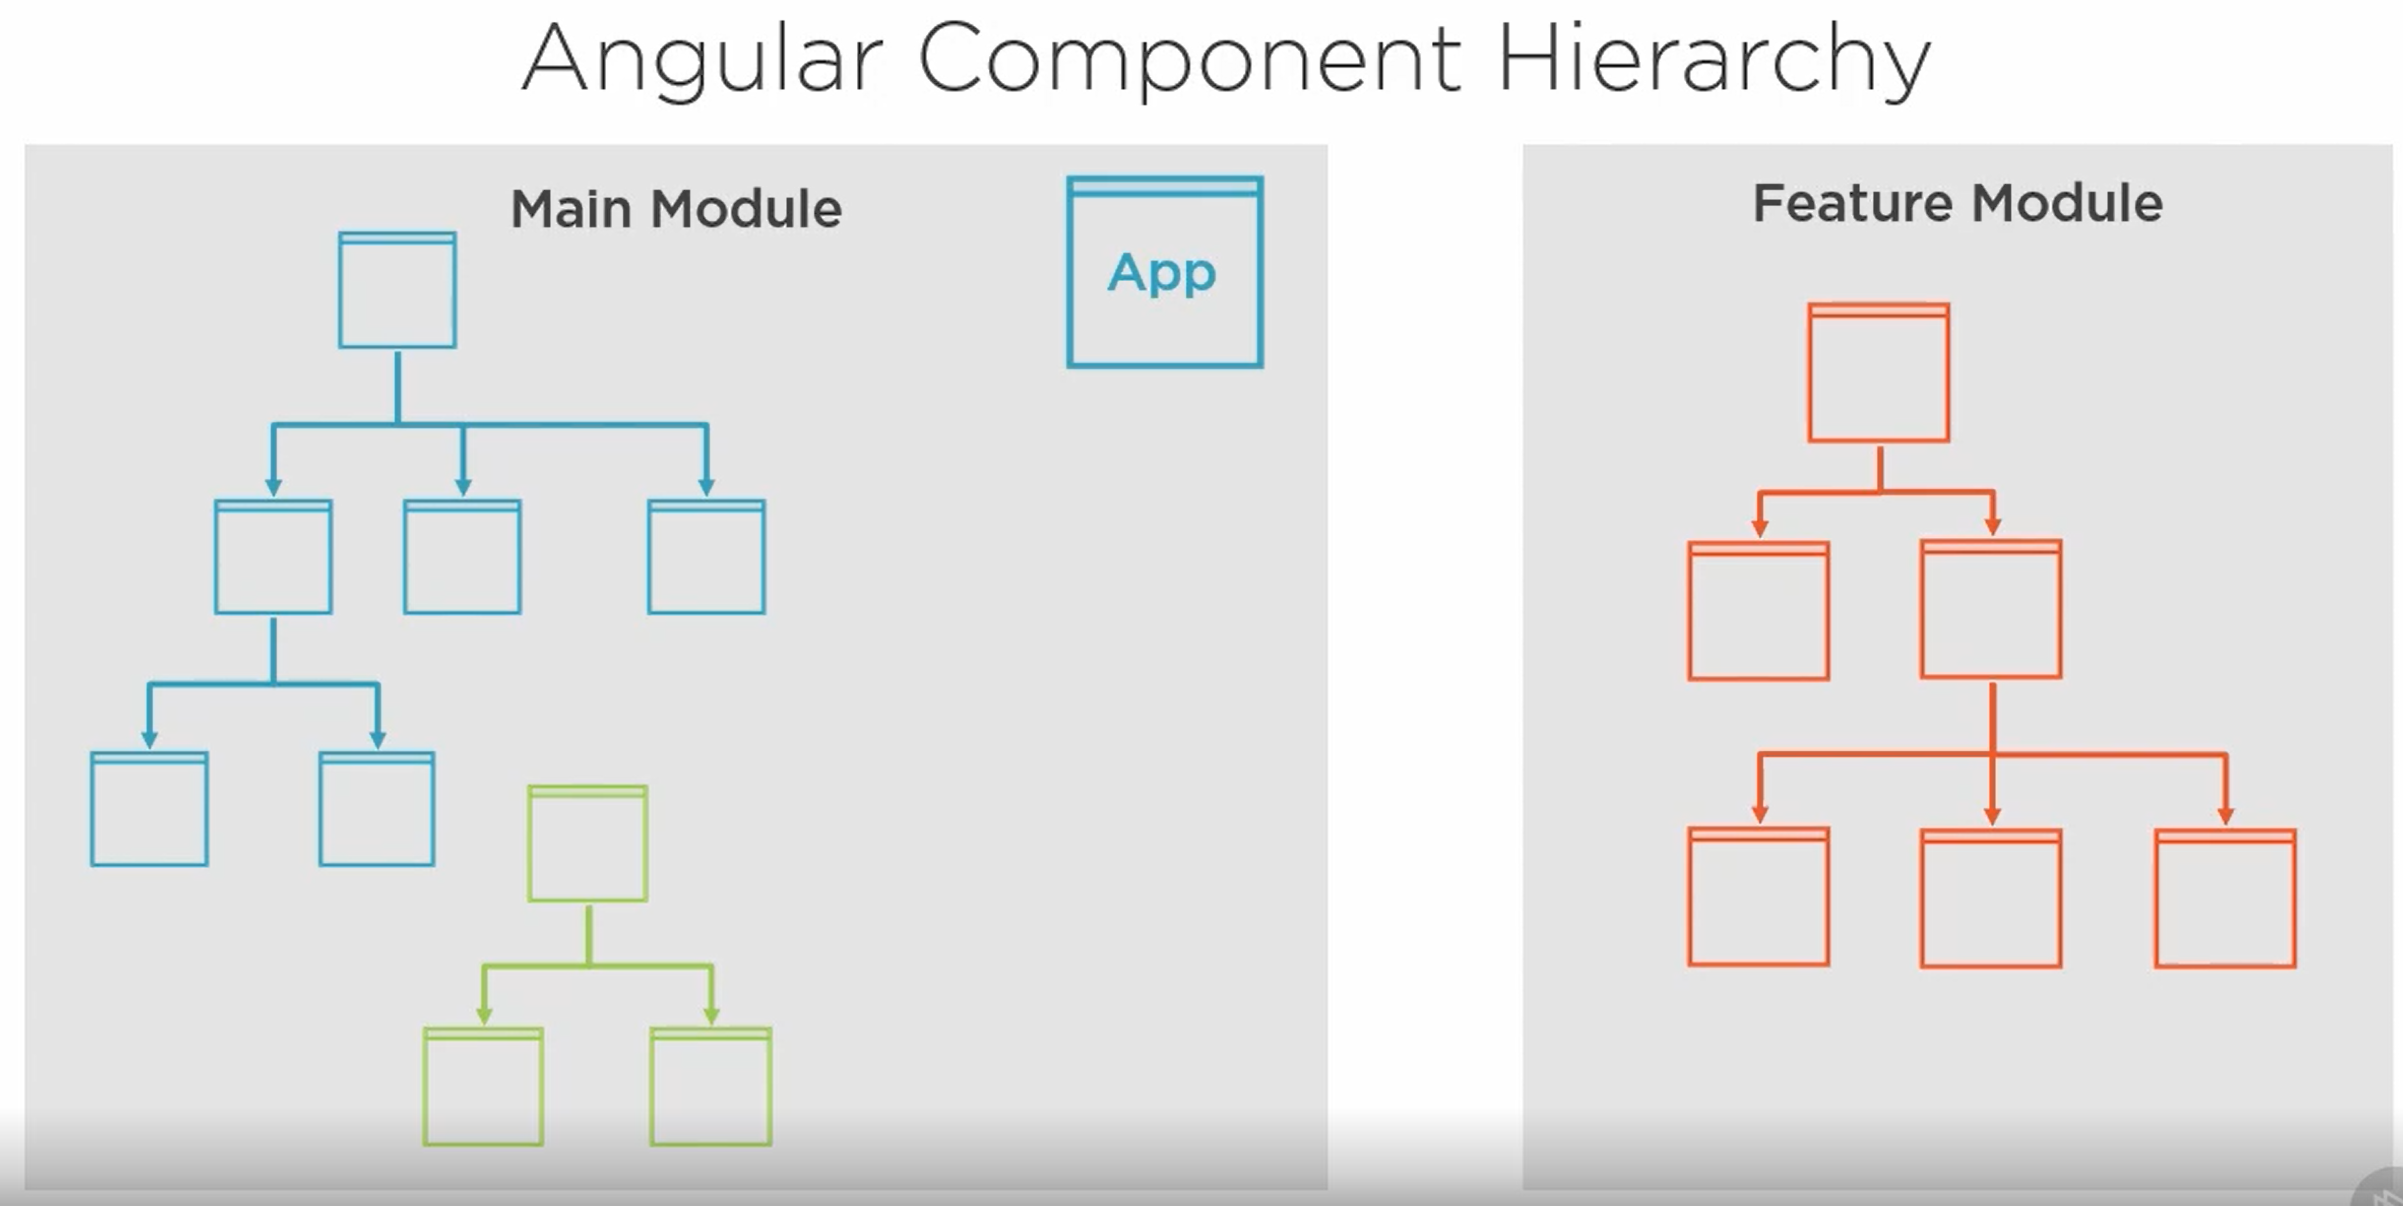 Angular Component Hierarchy
Main Module
App
Feature Module